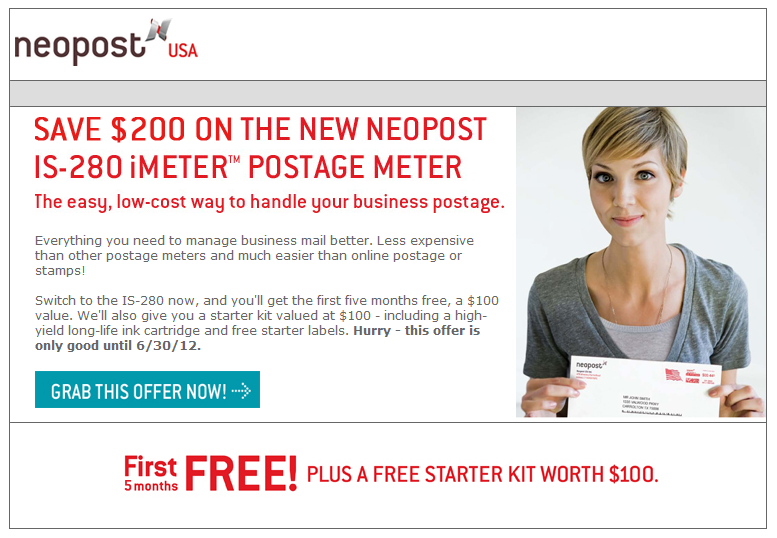 neopost USA
SAVE $200 ON THE NEW NEOPOST
IS-280 iMETER™ POSTAGE METER
The easy, low-cost way to handle your business postage.
Everything you need to manage business mail better. Less expensive
than other postage meters and much easier than online postage or
stamps!
Switch to the IS-280 now, and you'll get the first five months free, a $100
value. We'll also give you a starter kit valued at $100 - including a high-
yield long-life ink cartridge and free starter labels. Hurry - this offer is
only good until 6/30/12.
GRAB THIS OFFER NOW!
neopost
MR JOHN SMITH
First
5 months
FREE! PLUS A FREE STARTER KIT WORTH $100.